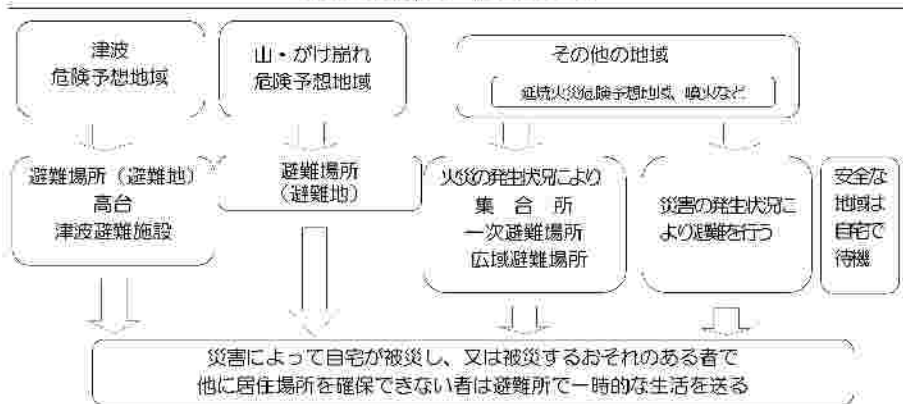 津波
危険予想地域
山・がけ崩れ
危険予想地域
その他の地域
延焼火災危険予想地域、噴火など
避難場所（避難地）
高台
津波避難施設
避難場所
（避難地）
火災の発生状況により
集　合　所
一次避難場所
広域避難場所
災害の発生状況に
より避難を行う
安全な
地域は
自宅で
待機
災害によって自宅が被災し、又は被災するおそれのある者で
他に居住場所を確保できない者は避難所で一時的な生活を送る